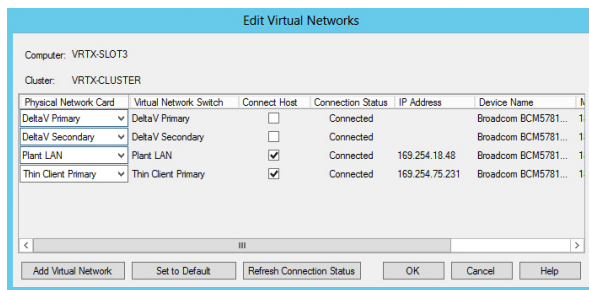 Edit Virtual Networks
Computer: VRTX-SLOT3
Cluster: VRTX-CLUSTER
Physical Network Card Virtual Network Switch Connect Host Connection Status IP Address Device Name
DeltaV Primary DeltaV Primary Connected Broadcom BCM5781...
DeltaV Secondary DeltaV Secondary Connected Broadcom BCM5781...
Plant LAN Plant LAN Connected 169.254.18.48 Broadcom BCM5781...
Thin Client Primary Thin Client Primary Connected 169.254.75.231 Broadcom BCM5781...
Add Virtual Network Set to Default Refresh Connection Status OK Cancel Help